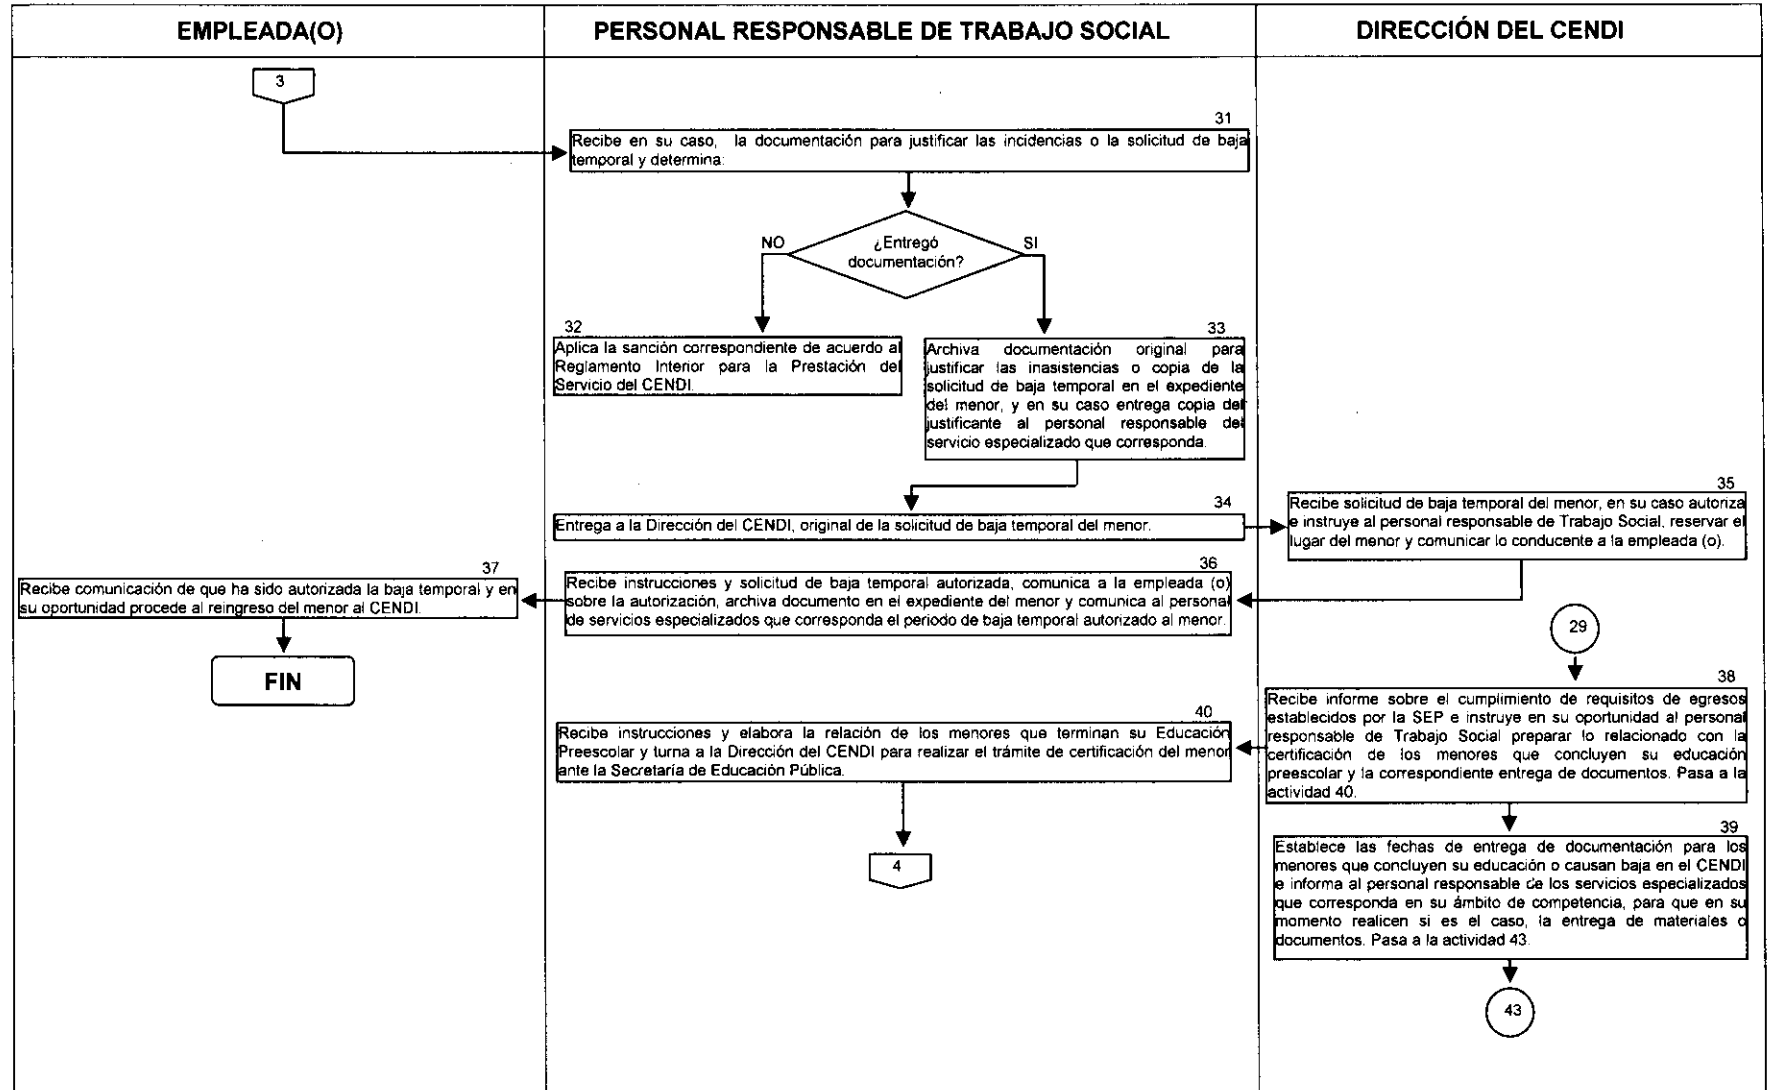 EMPLEADA(O)
PERSONAL RESPONSABLE DE TRABAJO SOCIAL
DIRECCIÓN DEL CENDI
3
31
Recibe en su caso, la documentación para justificar las incidencias o la solicitud de baja
temporal y determina:
¿Entregó
documentación?
NO
SI
32
Aplica la sanción correspondiente de acuerdo al
Reglamento Interior para la Prestación del
Servicio del CENDI.
33
Archiva documentación original para
justificar las inasistencias o copia de la
solicitud de baja temporal en el expediente
del menor, y en su caso entrega copia del
justificante al personal responsable del
servicio especializado que corresponda.
34
Entrega a la Dirección del CENDI, original de la solicitud de baja temporal del menor.
35
Recibe solicitud de baja temporal del menor, en su caso autoriza
e instruye al personal responsable de Trabajo Social, reservar el
lugar del menor y comunicar lo conducente a la empleada (o).
36
Recibe instrucciones y solicitud de baja temporal autorizada, comunica a la empleada (o)
sobre la autorización, archiva documento en el expediente del menor y comunica al personal
de servicios especializados que corresponda el periodo de baja temporal autorizado al menor.
37
Recibe comunicación de que ha sido autorizada la baja temporal y en
su oportunidad procede al reingreso del menor al CENDI.
FIN
29
38
Recibe informe sobre el cumplimiento de requisitos de egresos
establecidos por la SEP e instruye en su oportunidad al personal
responsable de Trabajo Social preparar lo relacionado con la
certificación de los menores que concluyen su educación
preescolar y la correspondiente entrega de documentos. Pasa a la
actividad 40.
39
Establece las fechas de entrega de documentación para los
menores que concluyen su educación o causan baja en el CENDI
e informa al personal responsable de los servicios especializados
que corresponda en su ámbito de competencia, para que en su
momento realicen si es el caso, la entrega de materiales o
documentos. Pasa a la actividad 43.
43
40
Recibe instrucciones y elabora la relación de los menores que terminan su Educación
Preescolar y turna a la Dirección del CENDI para realizar el trámite de certificación del menor
ante la Secretaría de Educación Pública.
4